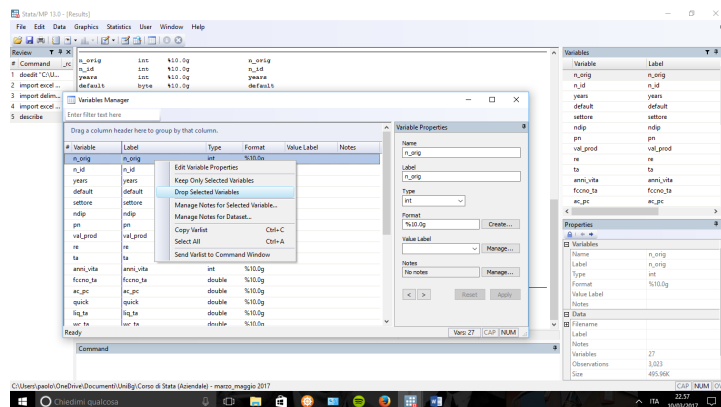 Stata/MP 13.0 - (Results)
File Edit Data Graphics Statistics User Window Help
Review
# Command _rc
1 doedit "C:\U...
2 import excel ...
3 import delim...
4 import excel ...
5 describe
n_orig int %10.0g n_orig
n_id int %10.0g n_id
years int %10.0g years
default byte %10.0g default
Variables Manager
Enter filter text here
Drag a column header here to group by that column.
# Variable Label Type Format Value Label Notes
n_orig n_orig int %10.0g
n_id n_id
years years
default default
settore settore
ndip ndip
pn pn
val_prod val_prod
re re
ta ta
anni_vita anni_vita int %10.0g
fccno_ta fccno_ta double %10.0g
ac_pc ac_pc double %10.0g
quick quick double %10.0g
liq_ta liq_ta double %10.0g
wc_ta wc_ta double %10.0g
Edit Variable Properties
Keep Only Selected Variables
Drop Selected Variables
Manage Notes for Selected Variable...
Manage Notes for Dataset...
Copy Varlist Ctrl+C
Select All Ctrl+A
Send Varlist to Command Window
Variable Properties
Name
n_orig
Label
n_orig
Type
int
Format
%10.0g Create...
Value Label
Manage...
Notes
No notes Manage...
< > Reset Apply
Ready Vars: 27 CAP NUM
Command
Variables
Variable Label
n_orig n_orig
n_id n_id
years years
default default
settore settore
ndip ndip
pn pn
val_prod val_prod
re re
ta ta
anni_vita anni_vita
fccno_ta fccno_ta
ac_pc ac_pc
Properties
Variables
Name n_orig
Label n_orig
Type int
Format %10.0g
Value Label
Notes
Data
Filename
Label
Notes
Variables 27
Observations 3,023
Size 495.96K
C:\Users\paolo\OneDrive\Documenti\UniBg\Corso di Stata (Aziendale) - marzo_maggio 2017
CAP NUM OV
Chiedimi qualcosa
ITA
22.57
10/03/2017